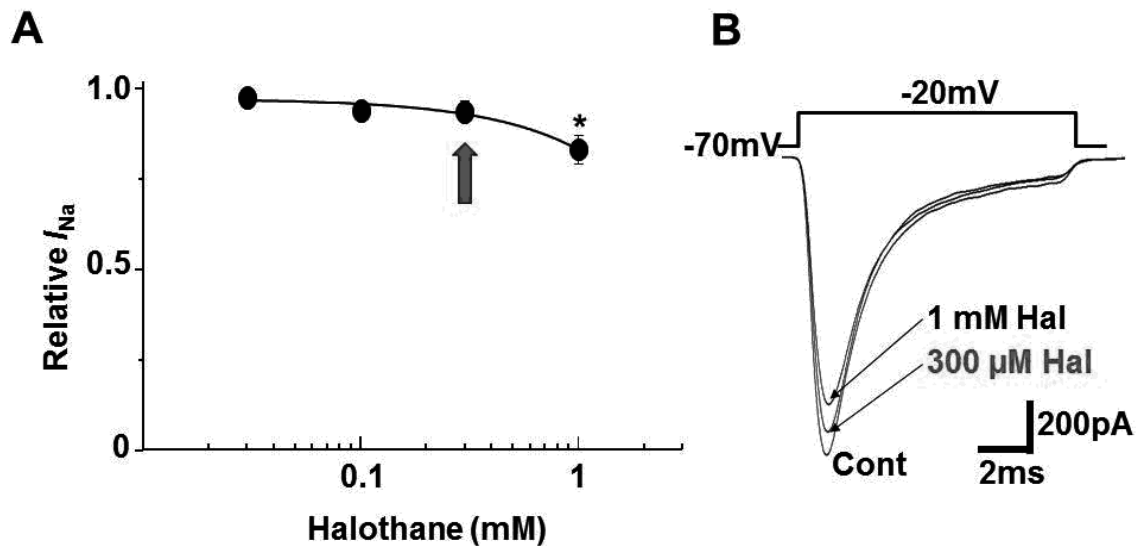 A
1.0
0.5
0
Relative I_Na
*
0.1
1
Halothane (mM)
B
-20mV
-70mV
1 mM Hal
300 µM Hal
Cont
200pA
2ms